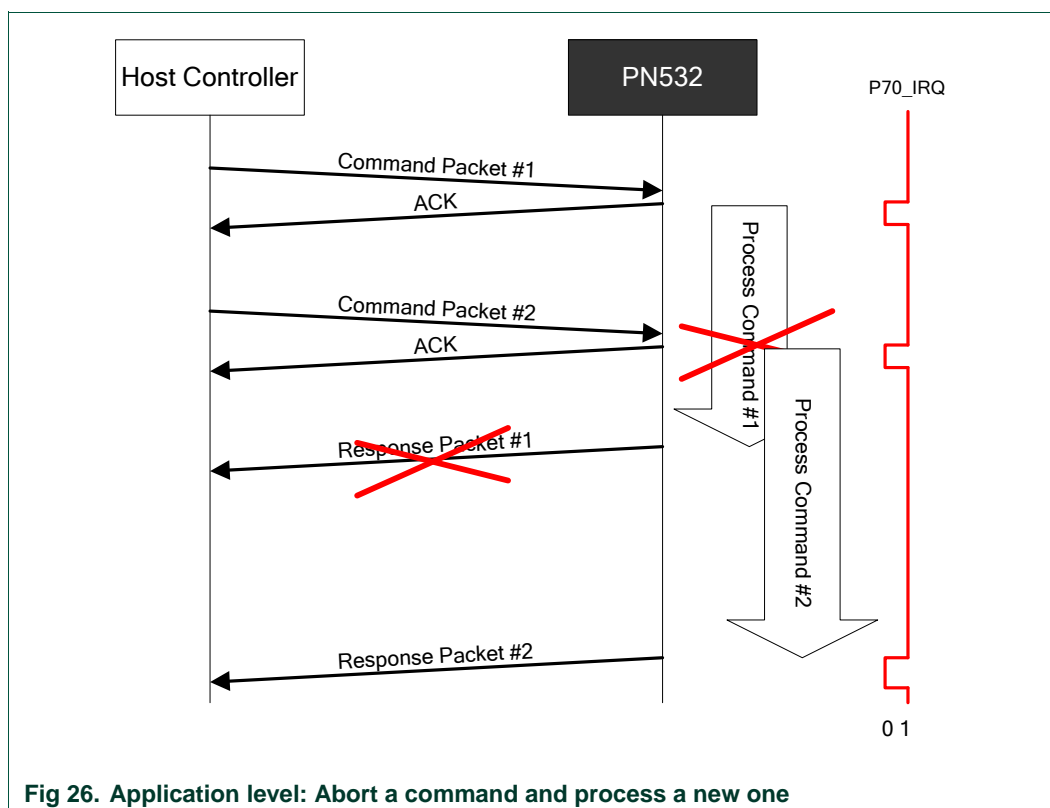 Host Controller
PN532
P70_IRQ
Command Packet #1
ACK
Process Command #1
Command Packet #2
ACK
Process Command #2
Response Packet #1
Response Packet #2
0 1
Fig 26. Application level: Abort a command and process a new one